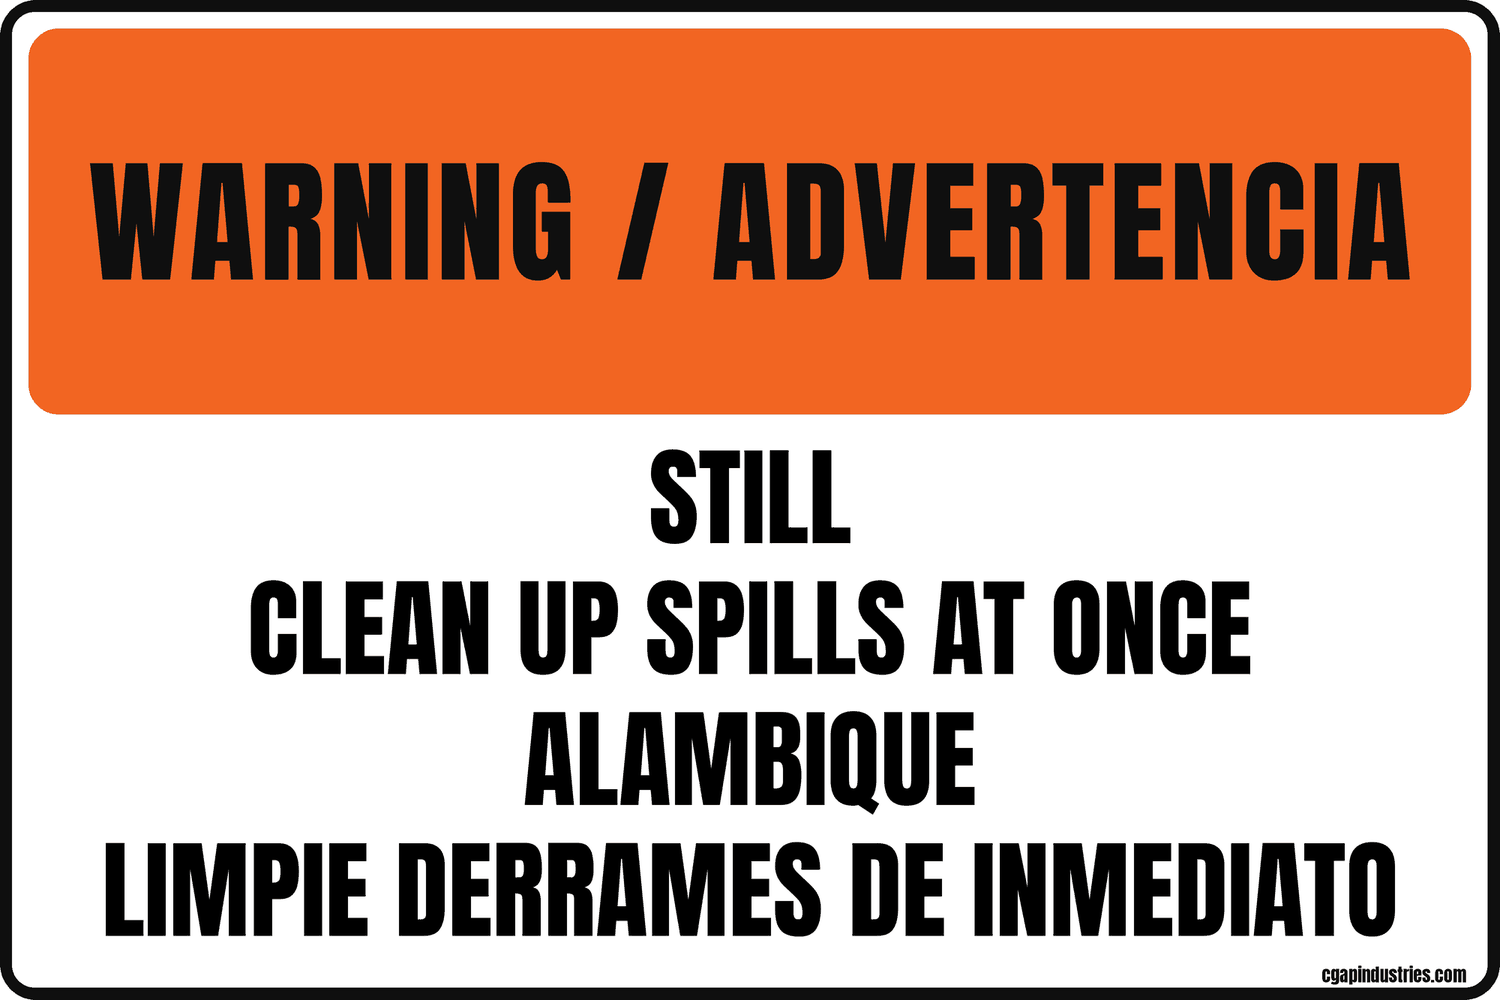 WARNING / ADVERTENCIA
STILL
CLEAN UP SPILLS AT ONCE
ALAMBIQUE
LIMPIE DERRAMES DE INMEDIATO
cgapindustries.com